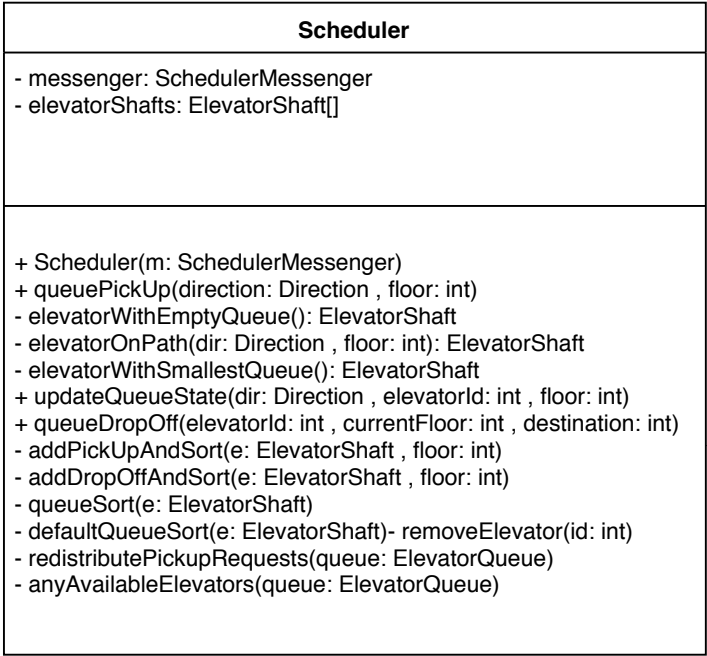 Scheduler
- messenger: SchedulerMessenger
- elevatorShafts: ElevatorShaft[]
+ Scheduler(m: SchedulerMessenger)
+ queuePickUp(direction: Direction , floor: int)
- elevatorWithEmptyQueue(): ElevatorShaft
- elevatorOnPath(dir: Direction , floor: int): ElevatorShaft
- elevatorWithSmallestQueue(): ElevatorShaft
+ updateQueueState(dir: Direction , elevatorId: int , floor: int)
+ queueDropOff(elevatorId: int , currentFloor: int , destination: int)
- addPickUpAndSort(e: ElevatorShaft , floor: int)
- addDropOffAndSort(e: ElevatorShaft , floor: int)
- queueSort(e: ElevatorShaft)
- defaultQueueSort(e: ElevatorShaft)- removeElevator(id: int)
- redistributePickupRequests(queue: ElevatorQueue)
- anyAvailableElevators(queue: ElevatorQueue)